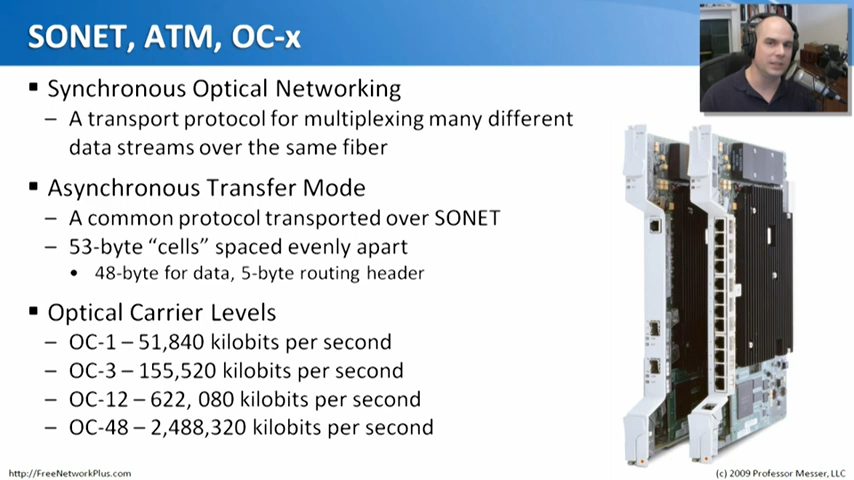 SONET, ATM, OC-x
▪ Synchronous Optical Networking
– A transport protocol for multiplexing many different
data streams over the same fiber
▪ Asynchronous Transfer Mode
– A common protocol transported over SONET
– 53-byte “cells” spaced evenly apart
• 48-byte for data, 5-byte routing header
▪ Optical Carrier Levels
– OC-1 – 51,840 kilobits per second
– OC-3 – 155,520 kilobits per second
– OC-12 – 622, 080 kilobits per second
– OC-48 – 2,488,320 kilobits per second
http://FreeNetworkPlus.com
(c) 2009 Professor Messer, LLC